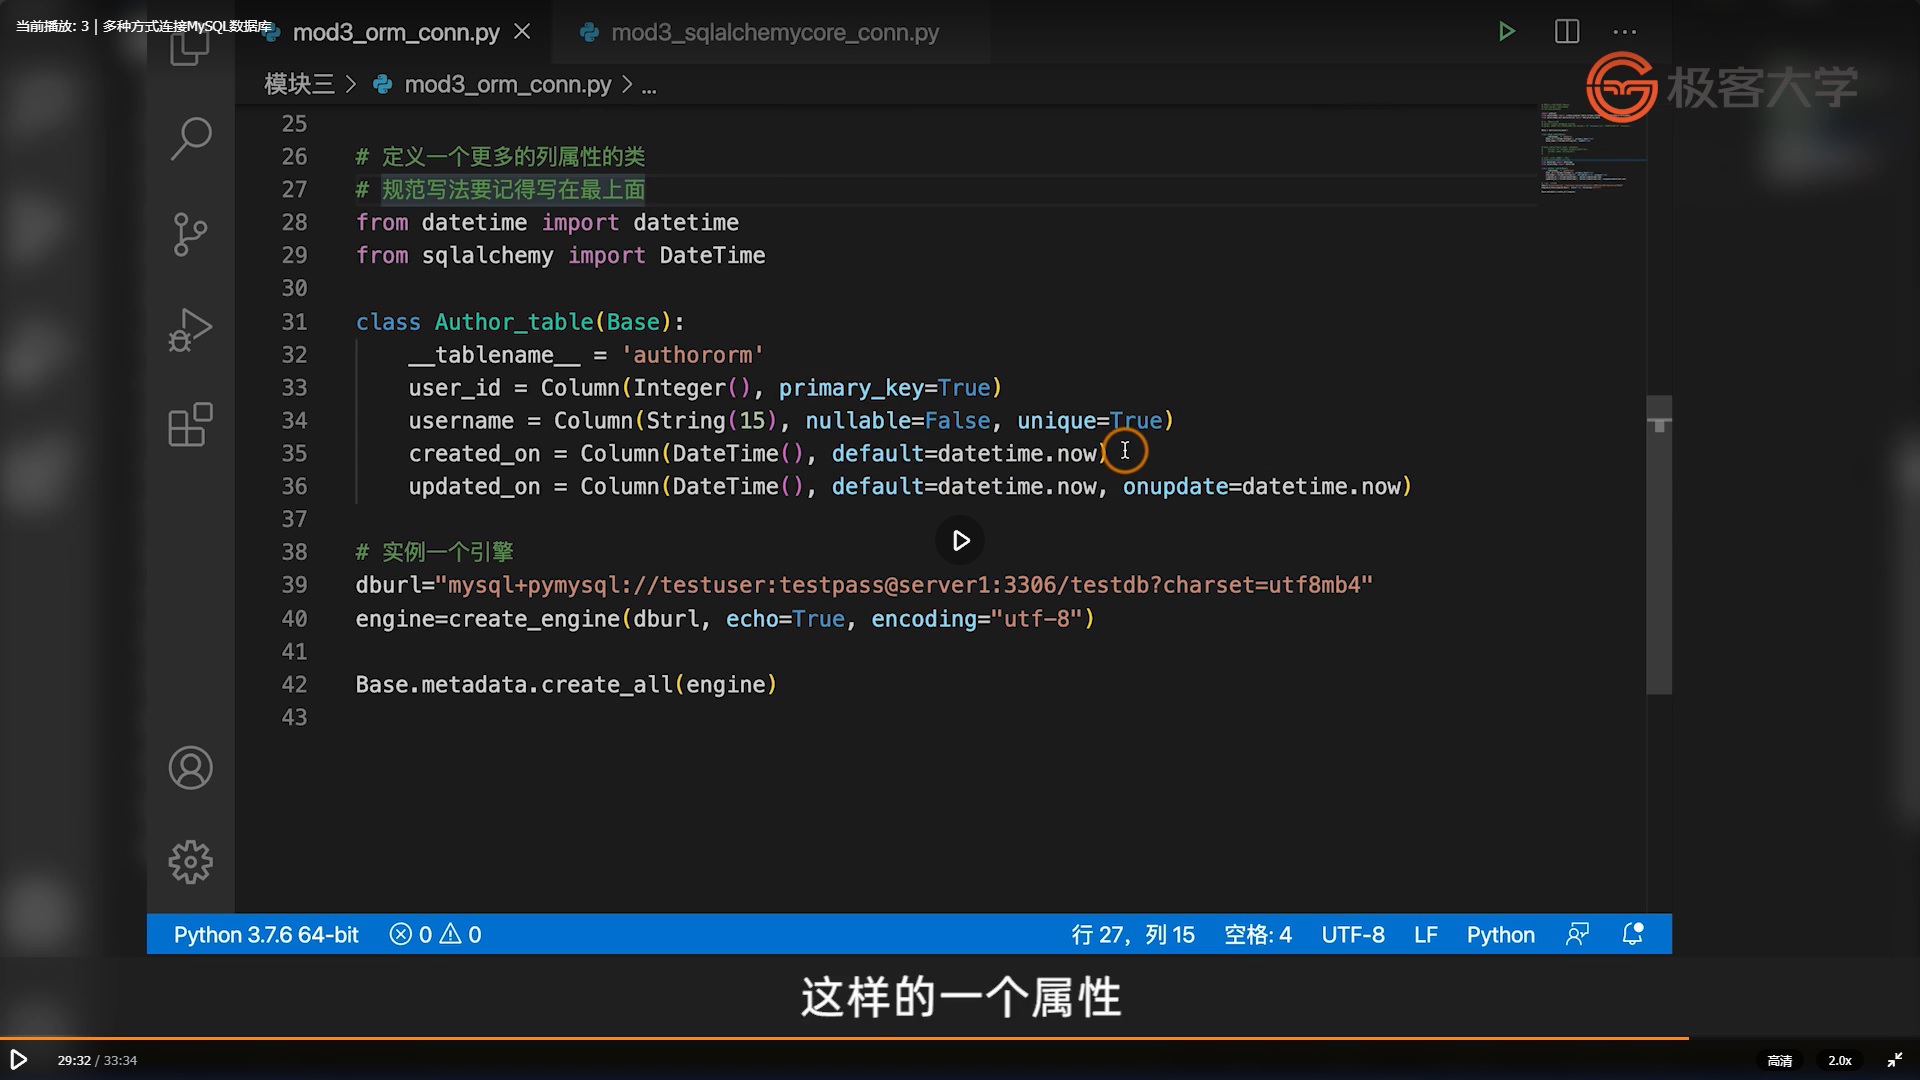 当前播放: 3 | 多种方式连接MySQL数据库
mod3_orm_conn.py
mod3_sqlalchemycore_conn.py
模块三 > mod3_orm_conn.py > ...
极客大学
25
26 # 定义一个更多的列属性的类
27 # 规范写法要记得写在最上面
28 from datetime import datetime
29 from sqlalchemy import DateTime
30
31 class Author_table(Base):
32 __tablename__ = 'authororm'
33 user_id = Column(Integer(), primary_key=True)
34 username = Column(String(15), nullable=False, unique=True)
35 created_on = Column(DateTime(), default=datetime.now)
36 updated_on = Column(DateTime(), default=datetime.now, onupdate=datetime.now)
37
38 # 实例一个引擎
39 dburl="mysql+pymysql://testuser:testpass@server1:3306/testdb?charset=utf8mb4"
40 engine=create_engine(dburl, echo=True, encoding="utf-8")
41
42 Base.metadata.create_all(engine)
43
Python 3.7.6 64-bit 0 0 行 27, 列 15 空格: 4 UTF-8 LF Python
这样的一个属性
29:32 / 33:34 高清 2.0x